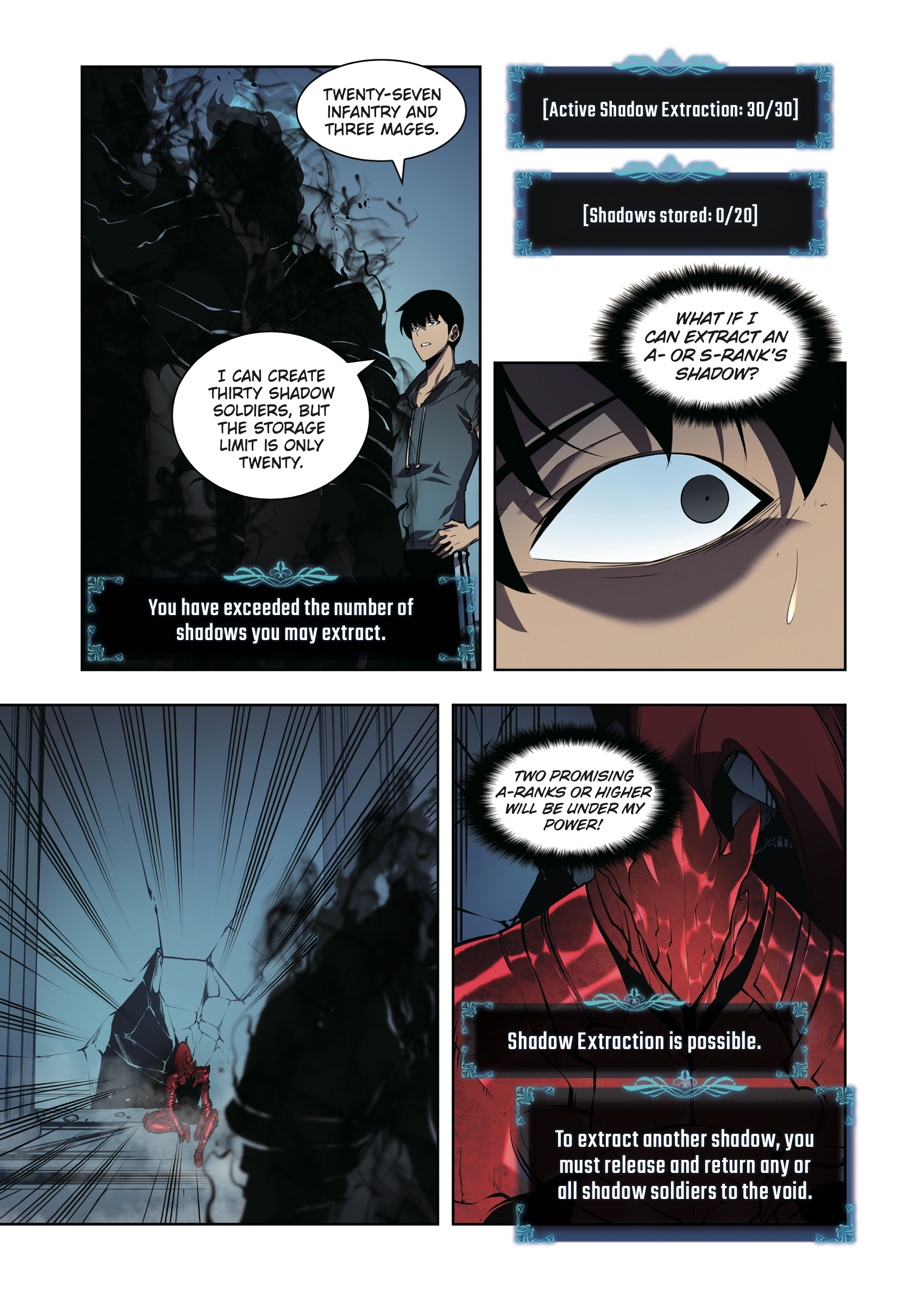 TWENTY-SEVEN
INFANTRY AND
THREE MAGES.
I CAN CREATE
THIRTY SHADOW
SOLDIERS, BUT
THE STORAGE
LIMIT IS ONLY
TWENTY.
You have exceeded the number of
shadows you may extract.
[Active Shadow Extraction: 30/30]
[Shadows stored: 0/20]
WHAT IF I
CAN EXTRACT AN
A- OR S-RANK'S
SHADOW?
TWO PROMISING
A-RANKS OR HIGHER
WILL BE UNDER MY
POWER!
Shadow Extraction is possible.
To extract another shadow, you
must release and return any or
all shadow soldiers to the void.